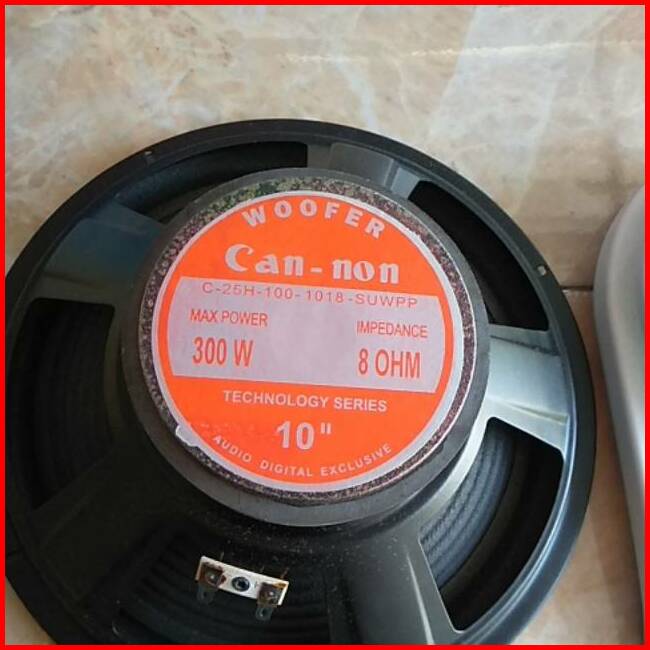 WOOFER
Can-non
C-25H-100-1018-SUWPP
MAX POWER
IMPEDANCE
300 W
8 OHM
TECHNOLOGY SERIES
10"
AUDIO DIGITAL EXCLUSIVE